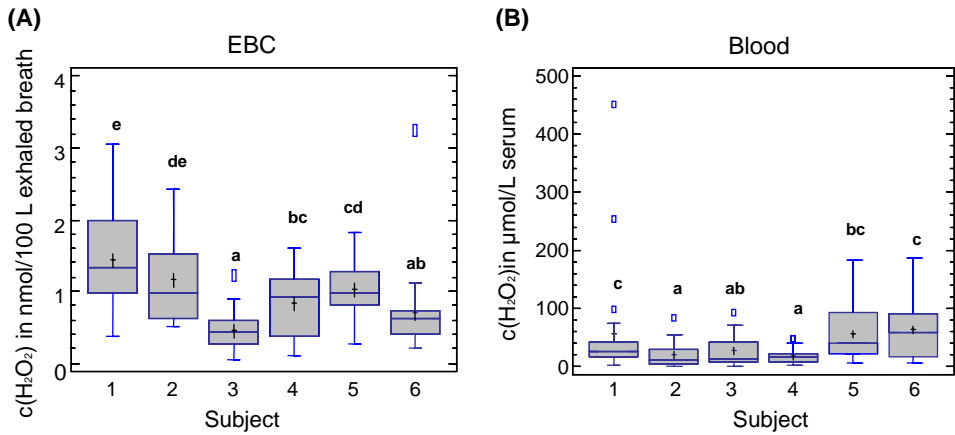 (A)
EBC
c(H₂O₂) in nmol/100 L exhaled breath
4
3
2
1
0
e
de
a
bc
cd
ab
1 2 3 4 5 6
Subject
(B)
Blood
c(H₂O₂)in µmol/L serum
500
400
300
200
100
0
c
a
ab
a
bc
c
1 2 3 4 5 6
Subject